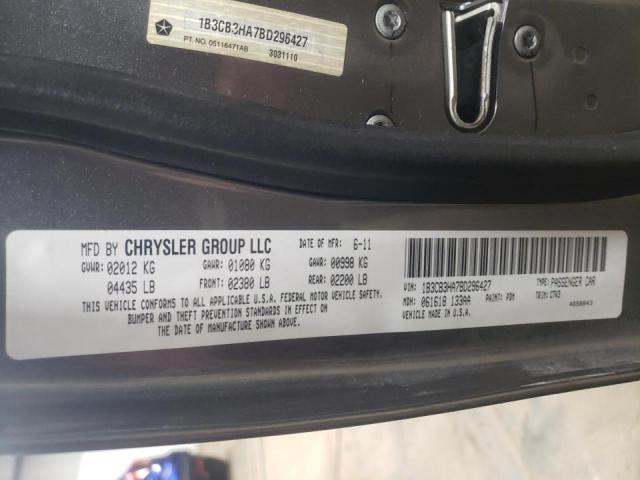 1B3CB3HA7BD296427
PT. NO. 05116471AB 3031110
MFD BY CHRYSLER GROUP LLC DATE OF MFR: 6-11
GVWR: 02012 KG GAWR: 01080 KG GAWR: 00998 KG
04435 LB FRONT: 02380 LB REAR: 02200 LB
THIS VEHICLE CONFORMS TO ALL APPLICABLE U.S.A. FEDERAL MOTOR VEHICLE SAFETY,
BUMPER AND THEFT PREVENTION STANDARDS IN EFFECT ON
THE DATE OF MANUFACTURE SHOWN ABOVE.
VIN: 1B3CB3HA7BD296427 TYPE: PASSENGER CAR
MDH: 061618 133AA PAINT: PDM TRIM: C7K9
VEHICLE MADE IN U.S.A. 4658043